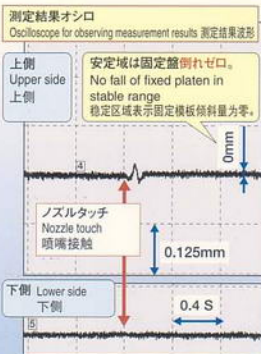 測定結果オシロ
Oscilloscope for observing measurement results 測定结果波形
上側
Upper side
上側
安定域は固定盤倒れゼロ。
No fall of fixed platen in
stable range
稳定区域表示固定模板倾斜量为零。
0mm
4
ノズルタッチ
Nozzle touch
喷嘴接触
0.125mm
下側 Lower side
下側
0.4 S
5